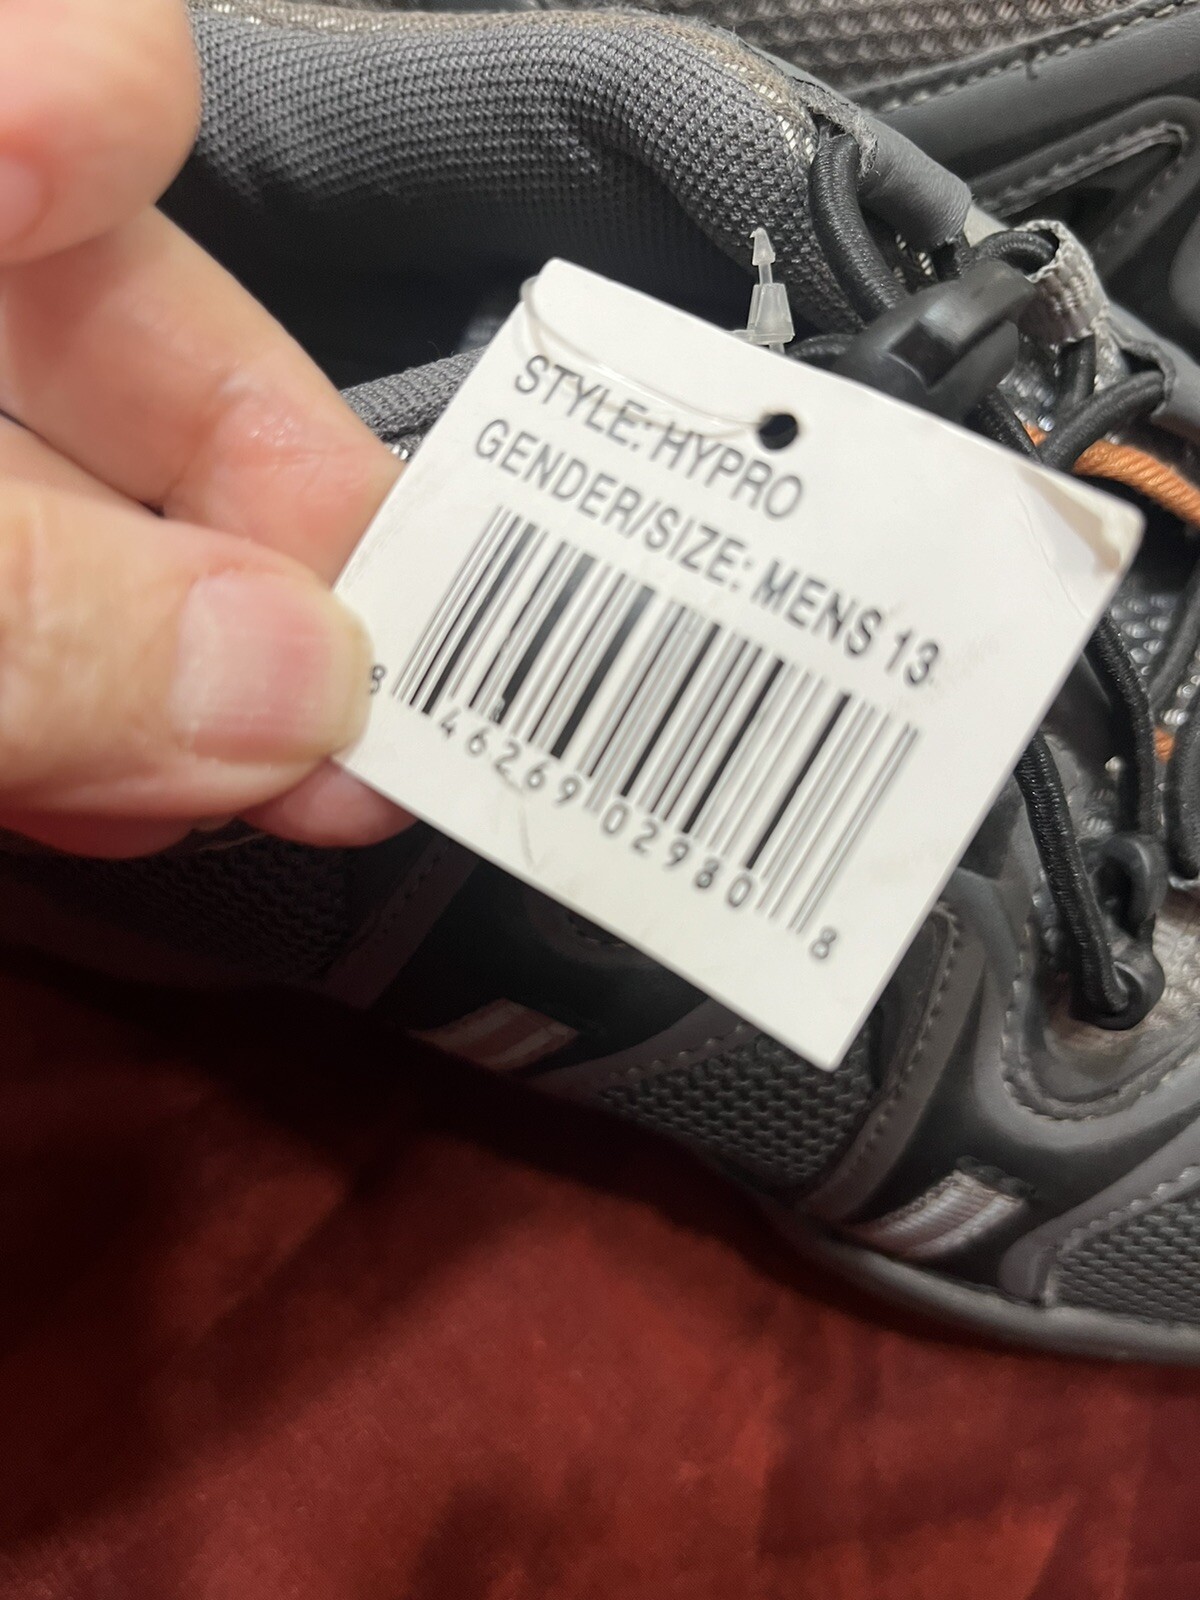 STYLE: HYPRO
GENDER/SIZE: MENS 13
8 46269 02980 8